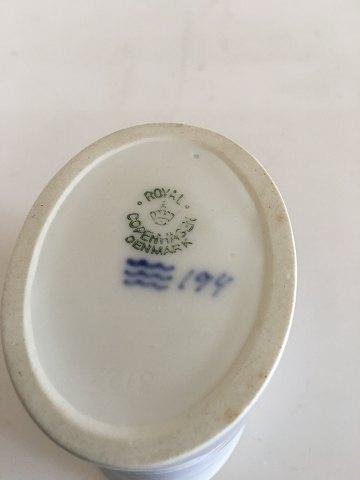 ROYAL
COPENHAGEN
DENMARK
194